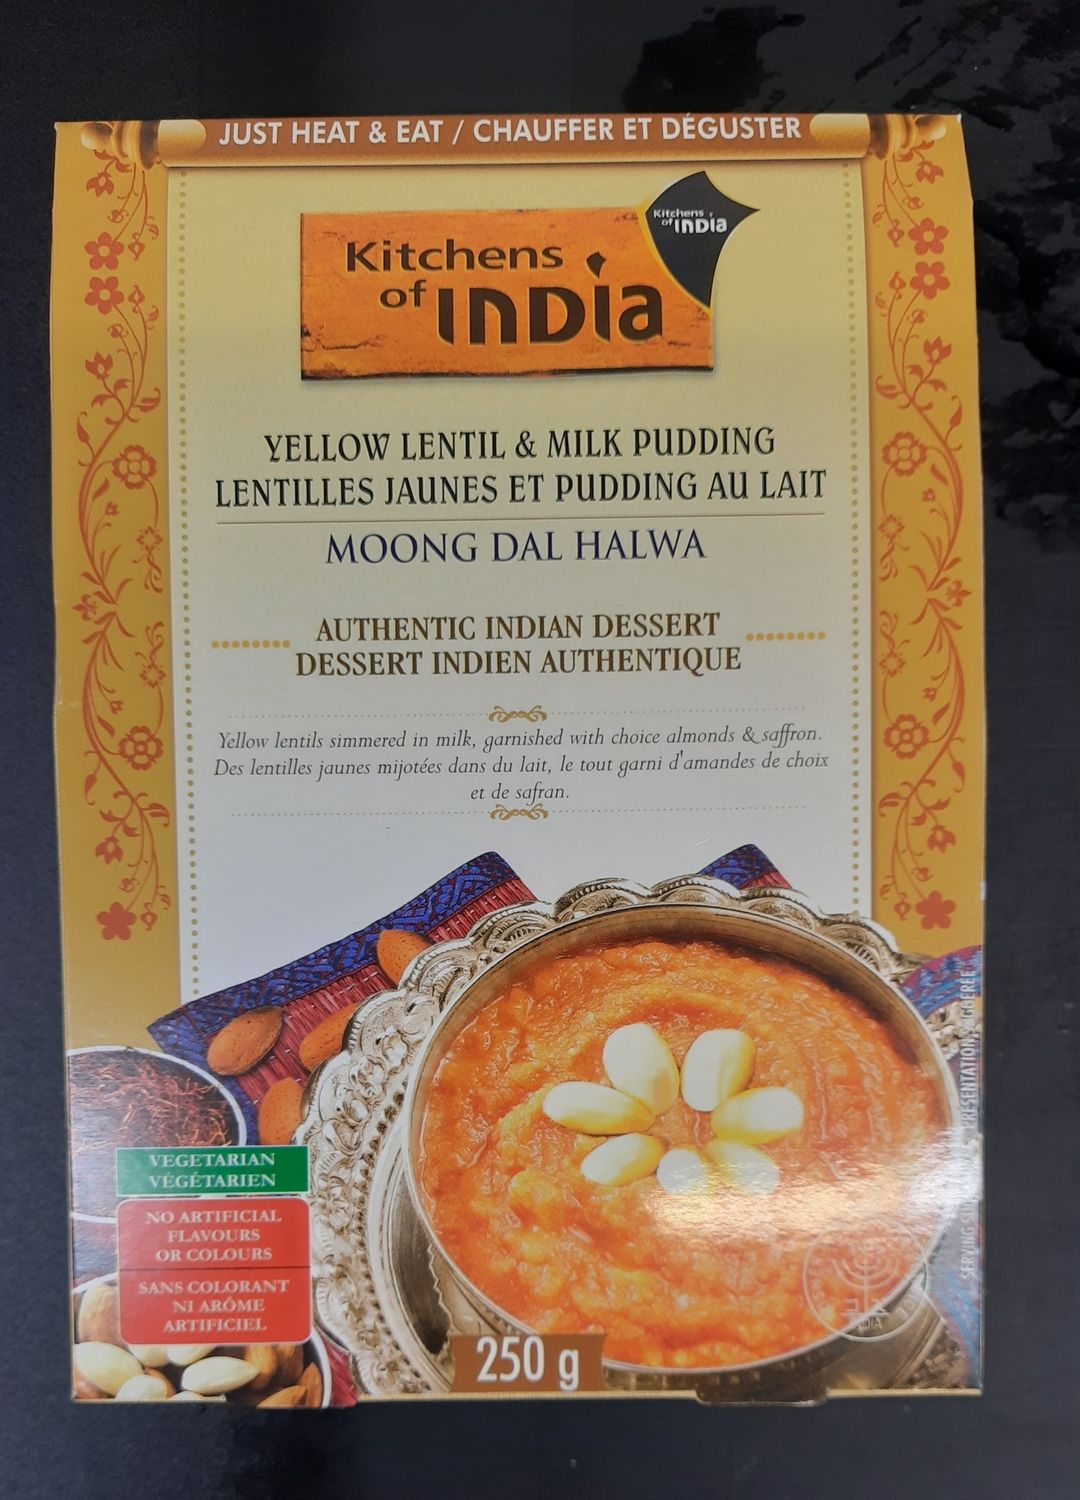 JUST HEAT & EAT / CHAUFFER ET DÉGUSTER
Kitchens
of INDIA
Kitchens
of INDIA
YELLOW LENTIL & MILK PUDDING
LENTILLES JAUNES ET PUDDING AU LAIT
MOONG DAL HALWA
AUTHENTIC INDIAN DESSERT
DESSERT INDIEN AUTHENTIQUE
Yellow lentils simmered in milk, garnished with choice almonds & saffron.
Des lentilles jaunes mijotées dans du lait, le tout garni d'amandes de choix
et de safran.
VEGETARIAN
VÉGÉTARIEN
NO ARTIFICIAL
FLAVOURS
OR COLOURS
SANS COLORANT
NI ARÔME
ARTIFICIEL
250 g
INDIA
SERVING